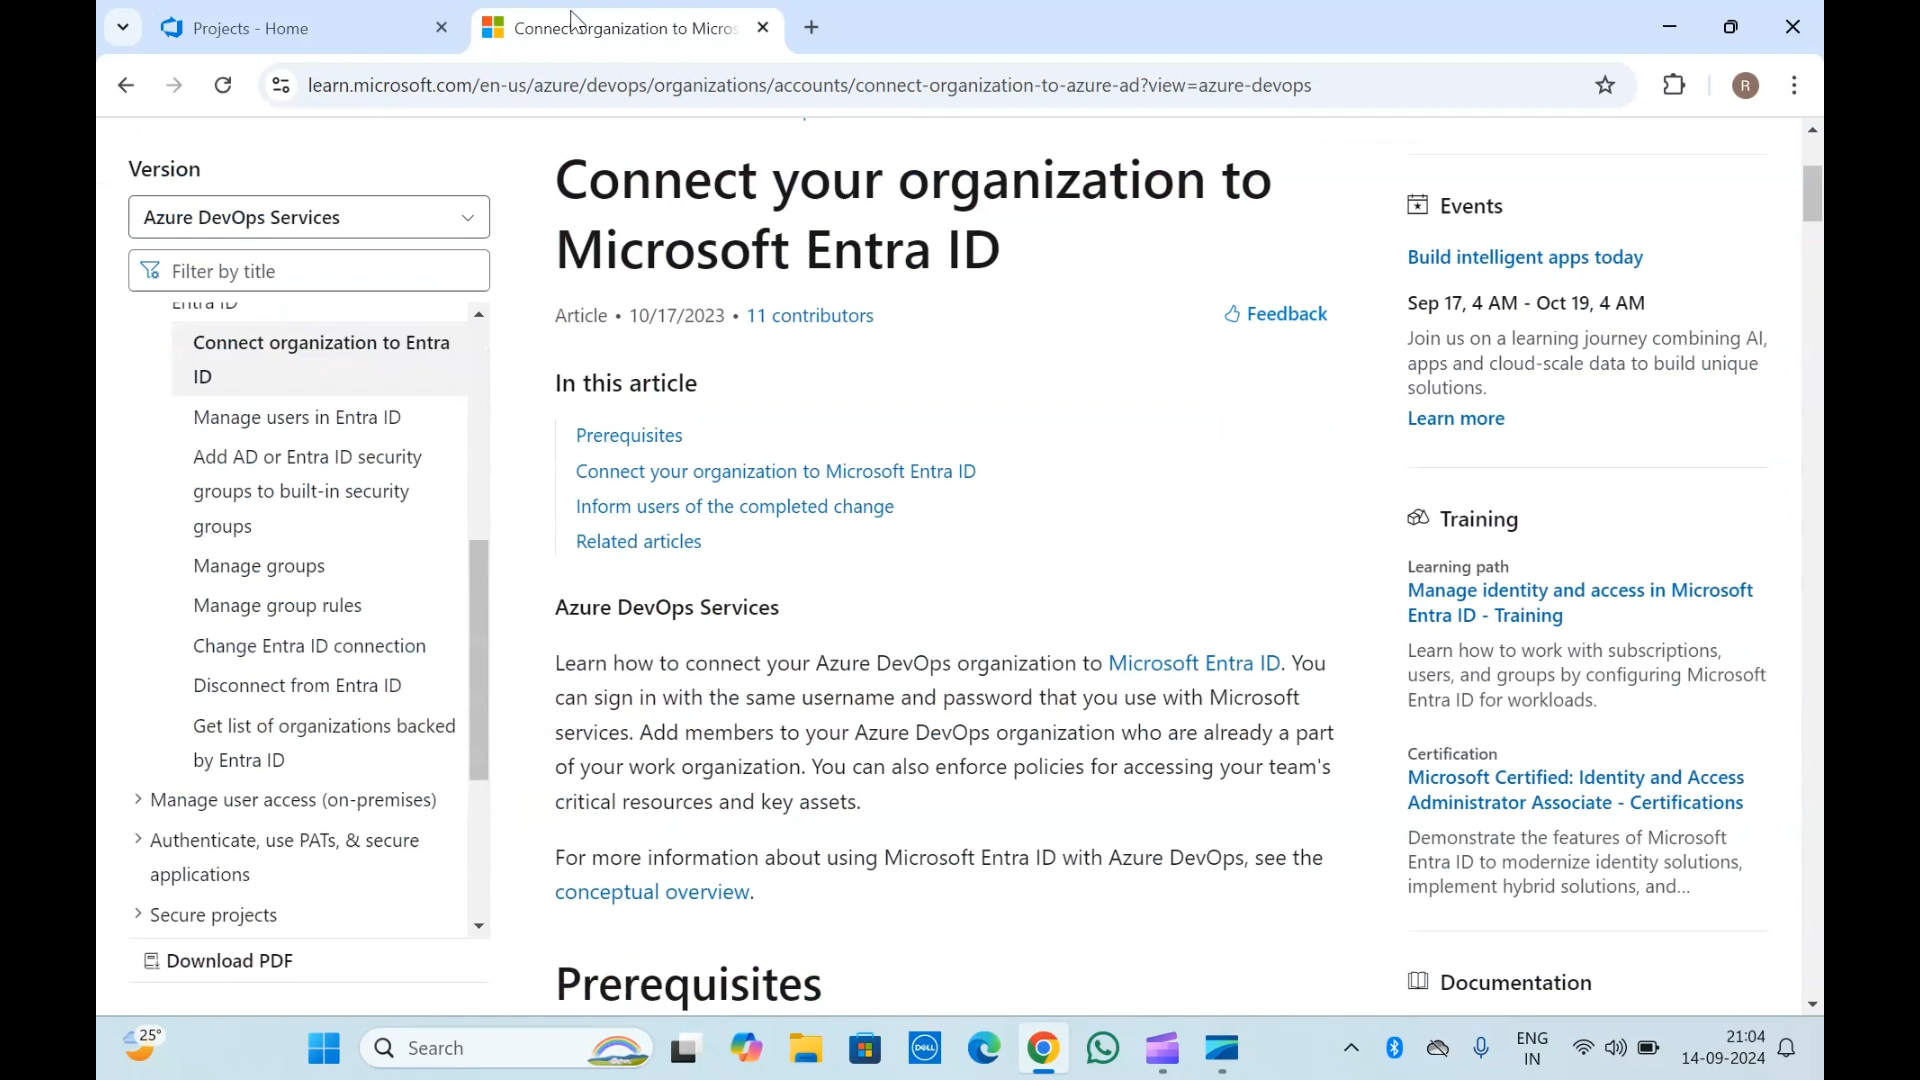 Projects - Home
Connect organization to Micros
learn.microsoft.com/en-us/azure/devops/organizations/accounts/connect-organization-to-azure-ad?view=azure-devops
R
Version
Azure DevOps Services
Filter by title
Entra ID
Connect organization to Entra
ID
Manage users in Entra ID
Add AD or Entra ID security
groups to built-in security
groups
Manage groups
Manage group rules
Change Entra ID connection
Disconnect from Entra ID
Get list of organizations backed
by Entra ID
Manage user access (on-premises)
Authenticate, use PATs, & secure
applications
Secure projects
Download PDF
Connect your organization to
Microsoft Entra ID
Article • 10/17/2023 • 11 contributors
Feedback
In this article
Prerequisites
Connect your organization to Microsoft Entra ID
Inform users of the completed change
Related articles
Azure DevOps Services
Learn how to connect your Azure DevOps organization to Microsoft Entra ID. You
can sign in with the same username and password that you use with Microsoft
services. Add members to your Azure DevOps organization who are already a part
of your work organization. You can also enforce policies for accessing your team's
critical resources and key assets.
For more information about using Microsoft Entra ID with Azure DevOps, see the
conceptual overview.
Prerequisites
Events
Build intelligent apps today
Sep 17, 4 AM - Oct 19, 4 AM
Join us on a learning journey combining AI,
apps and cloud-scale data to build unique
solutions.
Learn more
Training
Learning path
Manage identity and access in Microsoft
Entra ID - Training
Learn how to work with subscriptions,
users, and groups by configuring Microsoft
Entra ID for workloads.
Certification
Microsoft Certified: Identity and Access
Administrator Associate - Certifications
Demonstrate the features of Microsoft
Entra ID to modernize identity solutions,
implement hybrid solutions, and...
Documentation
25°
Search
DELL
ENG
IN
21:04
14-09-2024